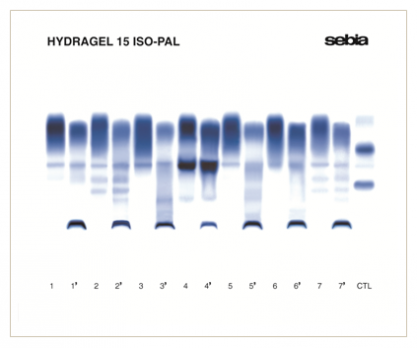 HYDRAGEL 15 ISO-PAL
sebia
1 1* 2 2* 3 3* 4 4* 5 5* 6 6* 7 7* CTL